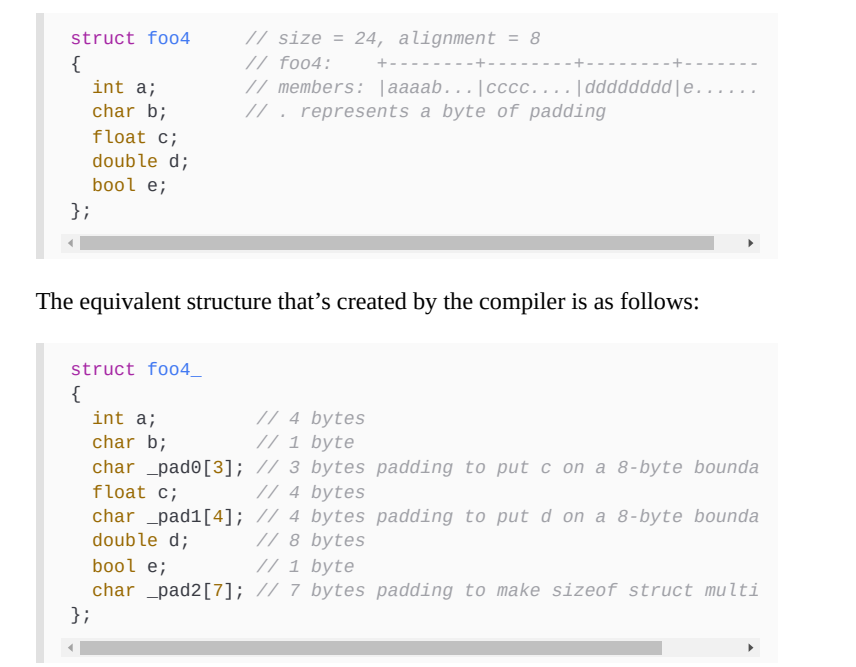 struct foo4 // size = 24, alignment = 8
{ // foo4: +--------+--------+--------+-------
int a; // members: |aaaab...|cccc....|dddddddd|e......
char b; // . represents a byte of padding
float c;
double d;
bool e;
};
The equivalent structure that's created by the compiler is as follows:
struct foo4_
{
int a; // 4 bytes
char b; // 1 byte
char _pad0[3]; // 3 bytes padding to put c on a 8-byte bounda
float c; // 4 bytes
char _pad1[4]; // 4 bytes padding to put d on a 8-byte bounda
double d; // 8 bytes
bool e; // 1 byte
char _pad2[7]; // 7 bytes padding to make sizeof struct multi
};